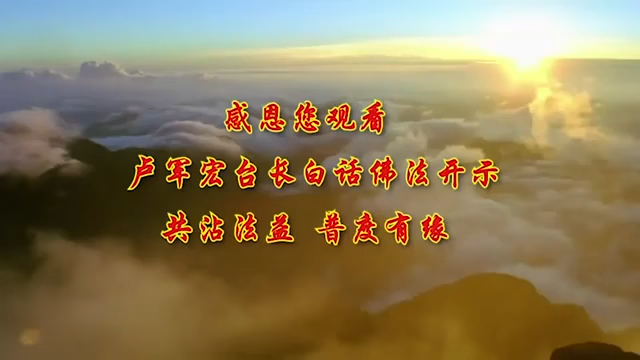 感恩您观看
卢军宏台长白话佛法开示
共沾法益 普度有缘